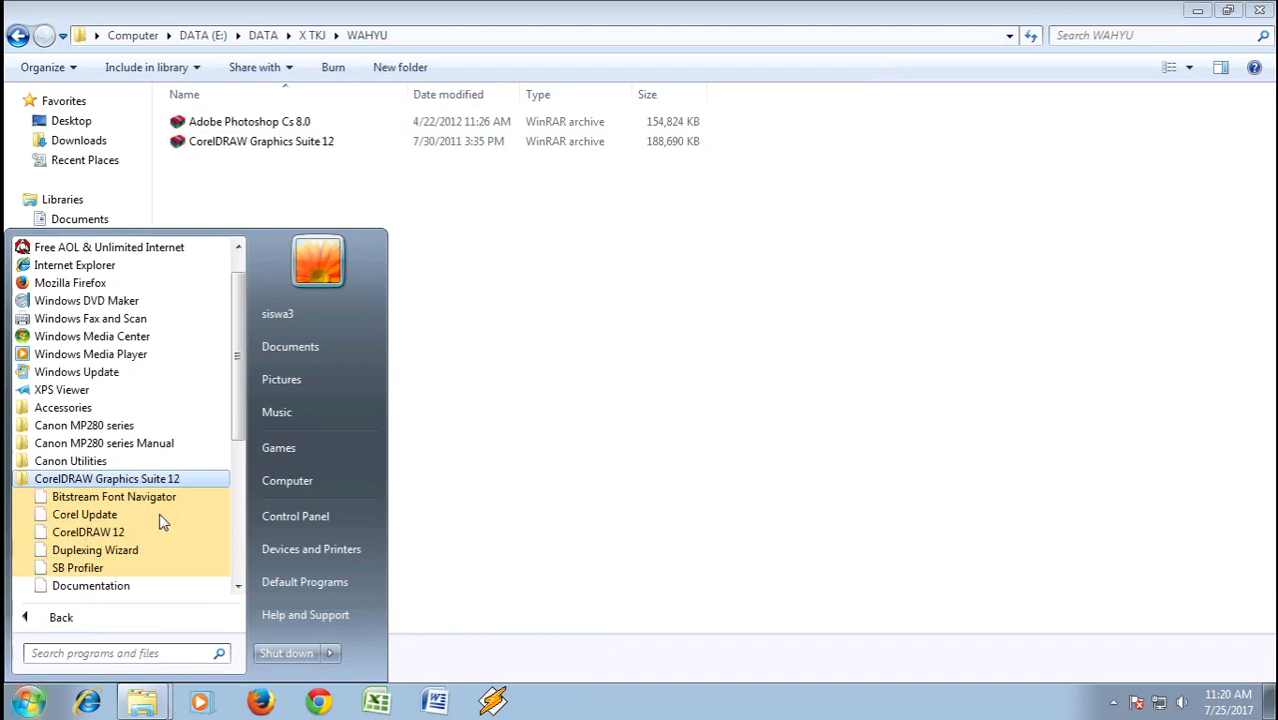 Computer DATA (E:) DATA X TKJ WAHYU Search WAHYU
Organize Include in library Share with Burn New folder
Favorites
Desktop
Downloads
Recent Places
Libraries
Documents
Name Date modified Type Size
Adobe Photoshop Cs 8.0 4/22/2012 11:26 AM WinRAR archive 154,824 KB
CorelDRAW Graphics Suite 12 7/30/2011 3:35 PM WinRAR archive 188,690 KB
Free AOL & Unlimited Internet
Internet Explorer
Mozilla Firefox
Windows DVD Maker
Windows Fax and Scan
Windows Media Center
Windows Media Player
Windows Update
XPS Viewer
Accessories
Canon MP280 series
Canon MP280 series Manual
Canon Utilities
CorelDRAW Graphics Suite 12
Bitstream Font Navigator
Corel Update
CorelDRAW 12
Duplexing Wizard
SB Profiler
Documentation
Back
Search programs and files
siswa3
Documents
Pictures
Music
Games
Computer
Control Panel
Devices and Printers
Default Programs
Help and Support
Shut down
11:20 AM
7/25/2017